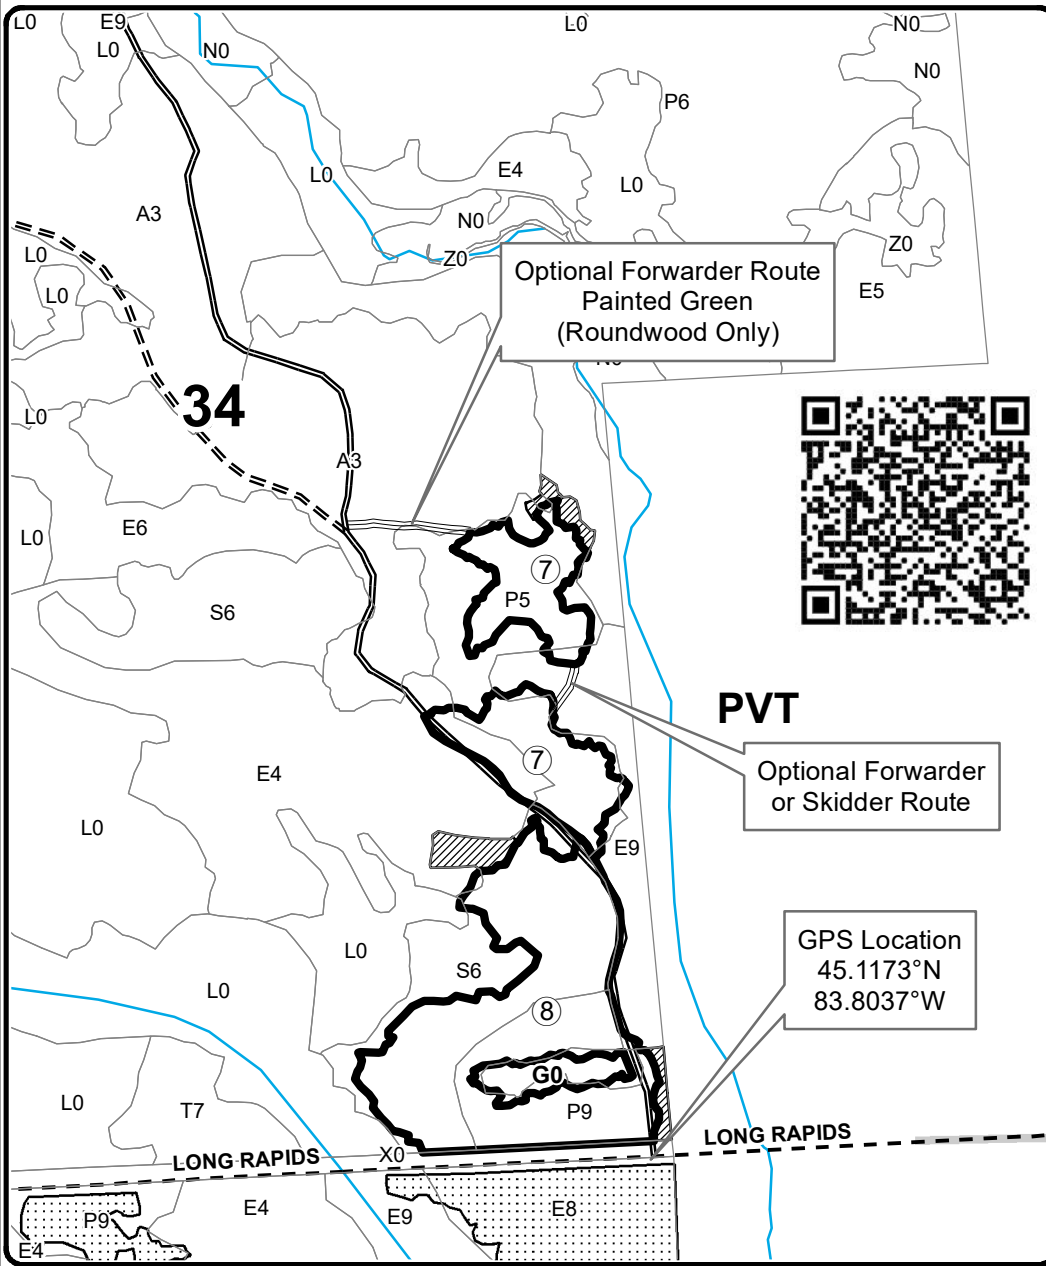 L0
E9
L0
N0
L0
N0
N0
P6
E4
L0
L0
A3
N0
Z0
Z0
L0
L0
E5
Optional Forwarder Route
Painted Green
(Roundwood Only)
34
L0
A3
E6
L0
7
P5
S6
PVT
7
Optional Forwarder
or Skidder Route
E4
L0
E9
GPS Location
45.1173°N
83.8037°W
L0
S6
L0
8
G0
L0
T7
P9
LONG RAPIDS
X0
LONG RAPIDS
P9
E4
E9
E8
E4